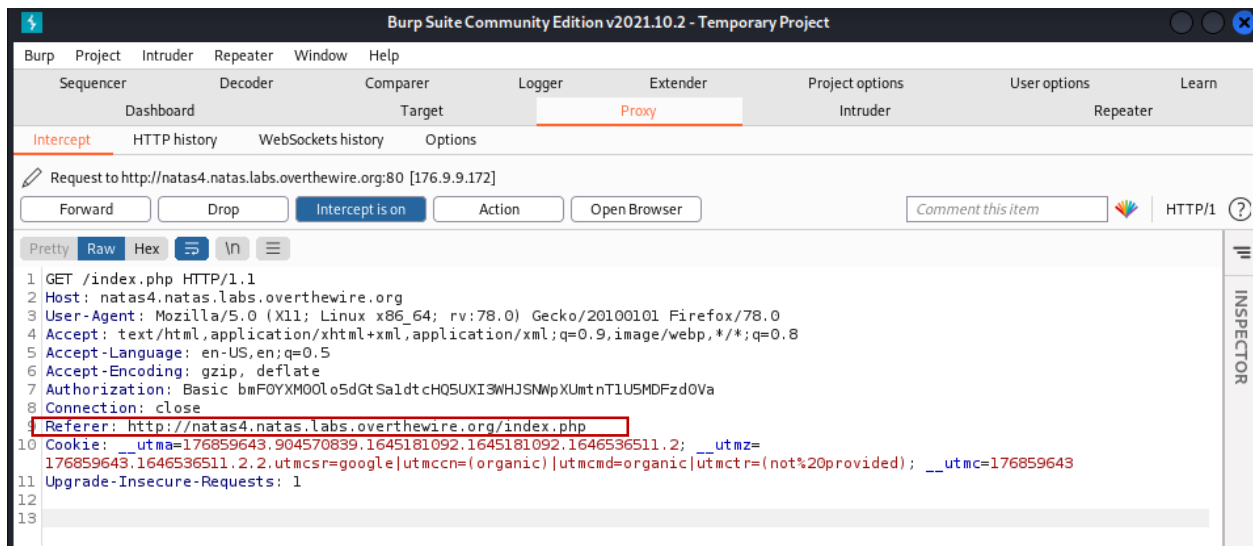 Burp Suite Community Edition v2021.10.2 - Temporary Project
Burp Project Intruder Repeater Window Help
Sequencer Decoder Comparer Logger Extender Project options User options Learn
Dashboard Target Proxy Intruder Repeater
Intercept HTTP history WebSockets history Options
Request to http://natas4.natas.labs.overthewire.org:80 [176.9.9.172]
Forward Drop Intercept is on Action Open Browser Comment this item HTTP/1 ?
Pretty Raw Hex \n
INSPECTOR
1 GET /index.php HTTP/1.1
2 Host: natas4.natas.labs.overthewire.org
3 User-Agent: Mozilla/5.0 (X11; Linux x86_64; rv:78.0) Gecko/20100101 Firefox/78.0
4 Accept: text/html,application/xhtml+xml,application/xml;q=0.9,image/webp,*/*;q=0.8
5 Accept-Language: en-US,en;q=0.5
6 Accept-Encoding: gzip, deflate
7 Authorization: Basic bmF0YXM0Olo5dGtSa1dtcHQ5UXI3WHJSNWpXUmtnT1U5MDFzd0Va
8 Connection: close
9 Referer: http://natas4.natas.labs.overthewire.org/index.php
10 Cookie: __utma=176859643.904570839.1645181092.1645181092.1646536511.2; __utmz=
176859643.1646536511.2.2.utmcsr=google|utmccn=(organic)|utmcmd=organic|utmctr=(not%20provided); __utmc=176859643
11 Upgrade-Insecure-Requests: 1
12
13